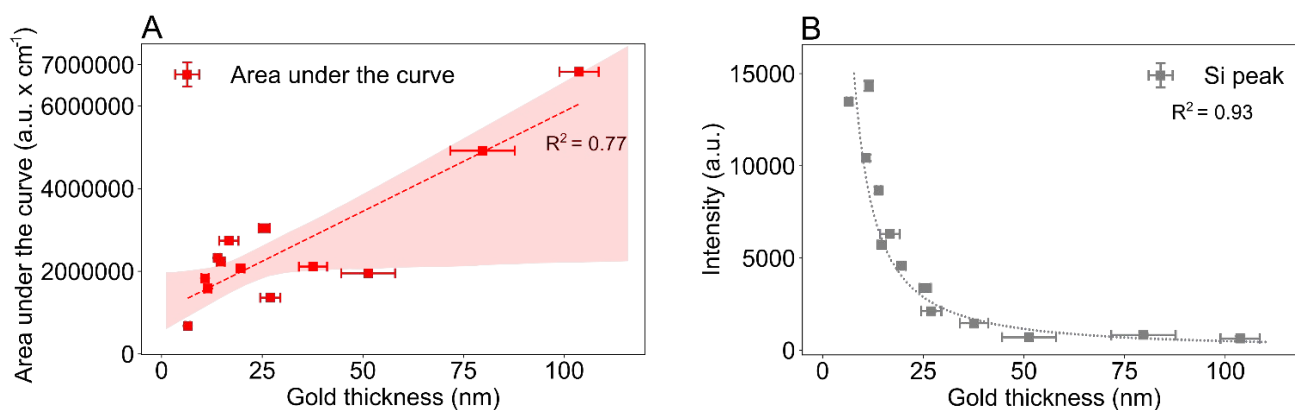 A
Area under the curve (a.u. x cm⁻¹)
7000000
6000000
4000000
2000000
0
Area under the curve
R² = 0.77
0
25
50
75
100
Gold thickness (nm)
B
Intensity (a.u.)
15000
10000
5000
0
Si peak
R² = 0.93
0
25
50
75
100
Gold thickness (nm)